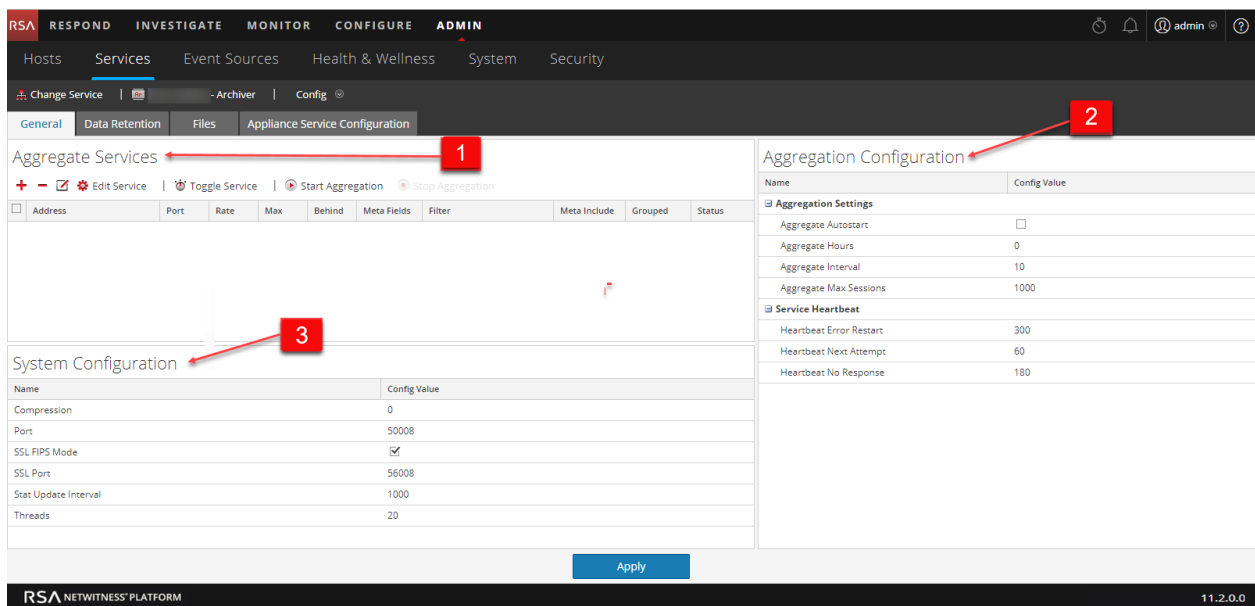 RSA RESPOND INVESTIGATE MONITOR CONFIGURE ADMIN admin ?
Hosts Services Event Sources Health & Wellness System Security
Change Service | - Archiver | Config
General Data Retention Files Appliance Service Configuration
1
2
Aggregate Services
Edit Service | Toggle Service | Start Aggregation Stop Aggregation
Address Port Rate Max Behind Meta Fields Filter Meta Include Grouped Status
3
System Configuration
Name Config Value
Compression 0
Port 50008
SSL FIPS Mode
SSL Port 56008
Stat Update Interval 1000
Threads 20
Aggregation Configuration
Name Config Value
Aggregation Settings
Aggregate Autostart
Aggregate Hours 0
Aggregate Interval 10
Aggregate Max Sessions 1000
Service Heartbeat
Heartbeat Error Restart 300
Heartbeat Next Attempt 60
Heartbeat No Response 180
Apply
RSA NETWITNESS® PLATFORM 11.2.0.0